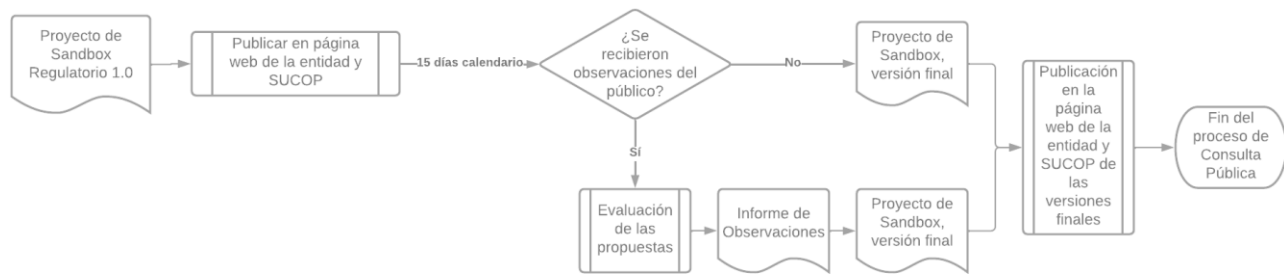 Proyecto de
Sandbox
Regulatorio 1.0
Publicar en página
web de la entidad y
SUCOP
15 días calendario
¿Se
recibieron
observaciones del
público?
No
Proyecto de
Sandbox,
versión final
Publicación
en la
página
web de la
entidad y
SUCOP de
las
versiones
finales
Fin del
proceso de
Consulta
Pública
Sí
Evaluación
de las
propuestas
Informe de
Observaciones
Proyecto de
Sandbox,
versión final